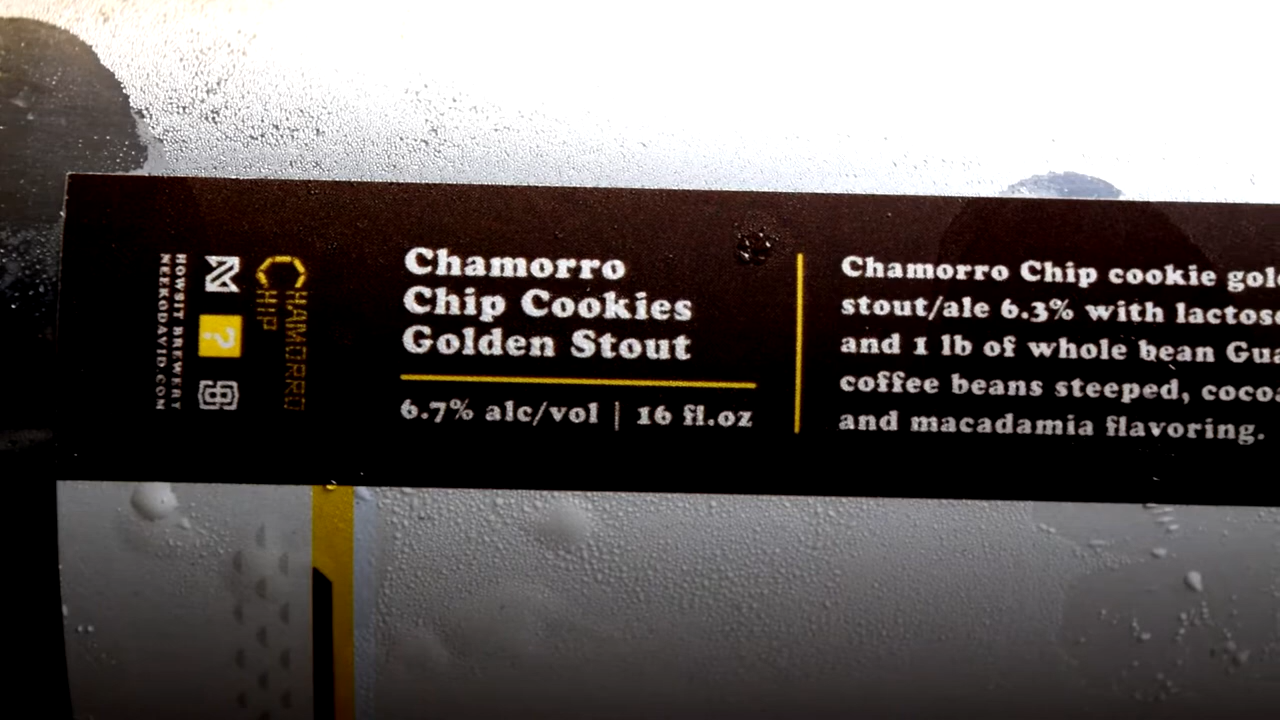 CHAMORRO
CHIP
?
HOWSIT BREWERY
NEKODAVID.COM
Chamorro
Chip Cookies
Golden Stout
6.7% alc/vol | 16 fl.oz
Chamorro Chip cookie
stout/ale 6.3% with
and 1 lb of whole bean
coffee beans steeped,
and macadamia flavoring.